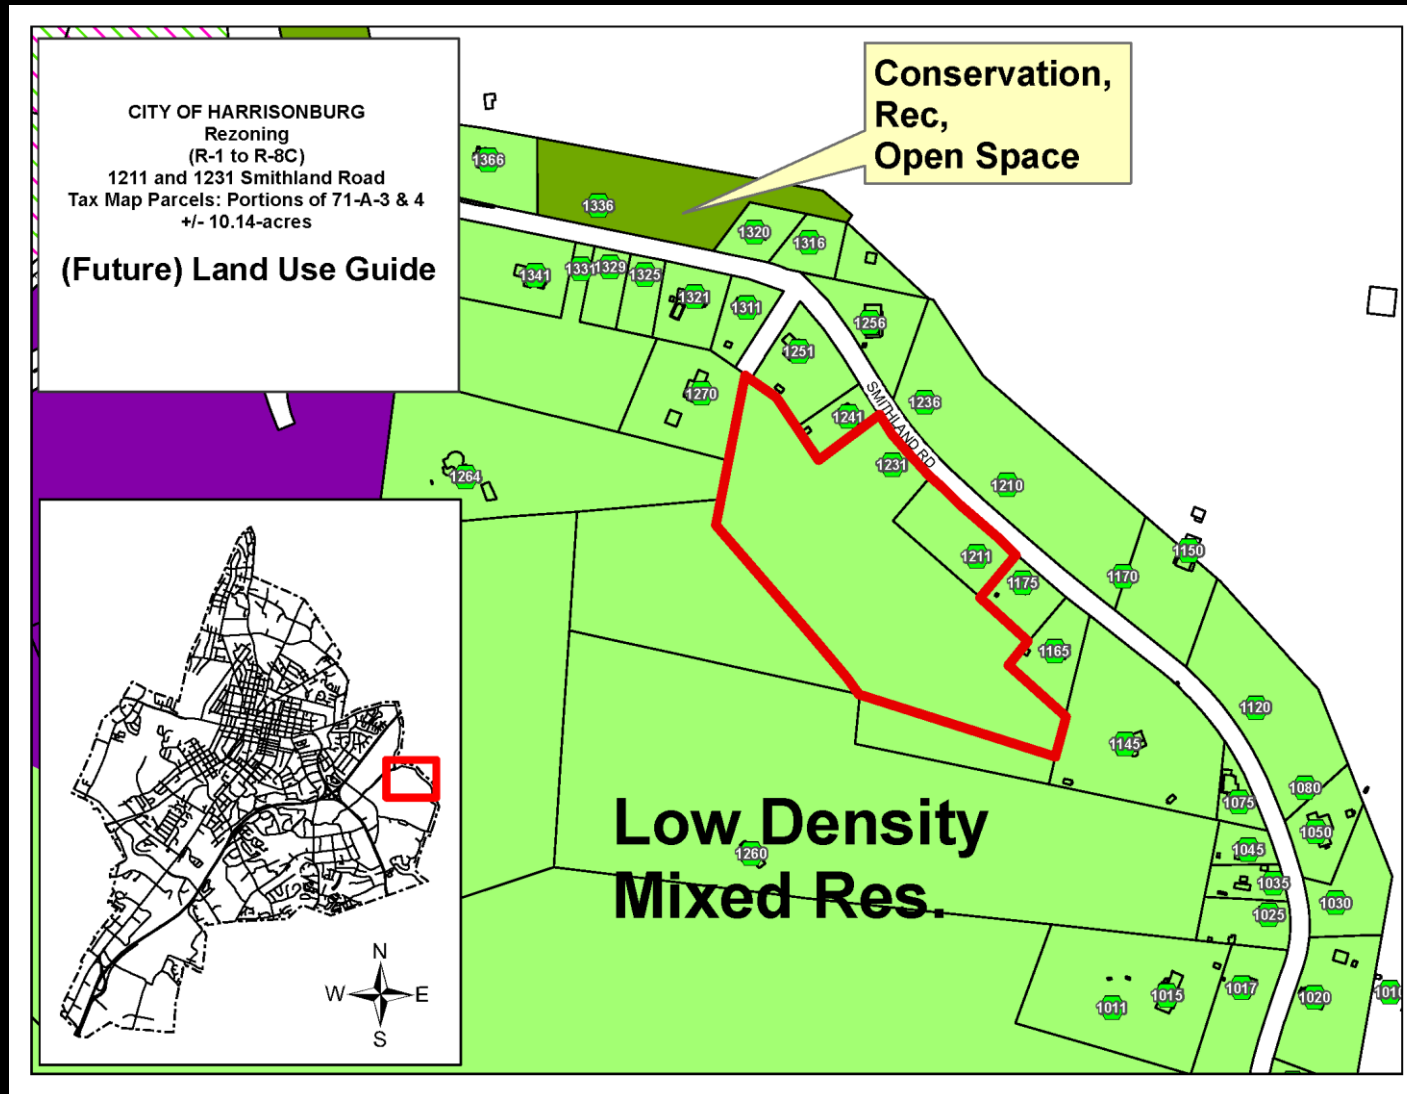 CITY OF HARRISONBURG
Rezoning
(R-1 to R-8C)
1211 and 1231 Smithland Road
Tax Map Parcels: Portions of 71-A-3 & 4
+/- 10.14-acres
(Future) Land Use Guide
Conservation,
Rec,
Open Space
1366
1336
1320
1316
1341
1331
1329
1325
1321
1311
1256
1251
1270
1241
1236
SMITHLAND RD
1231
1264
1210
1211
1175
1150
1170
1165
1120
1145
1080
1075
1050
Low Density
Mixed Res.
1260
1045
1035
1025
1030
1011
1015
1017
1020
N
W
E
S